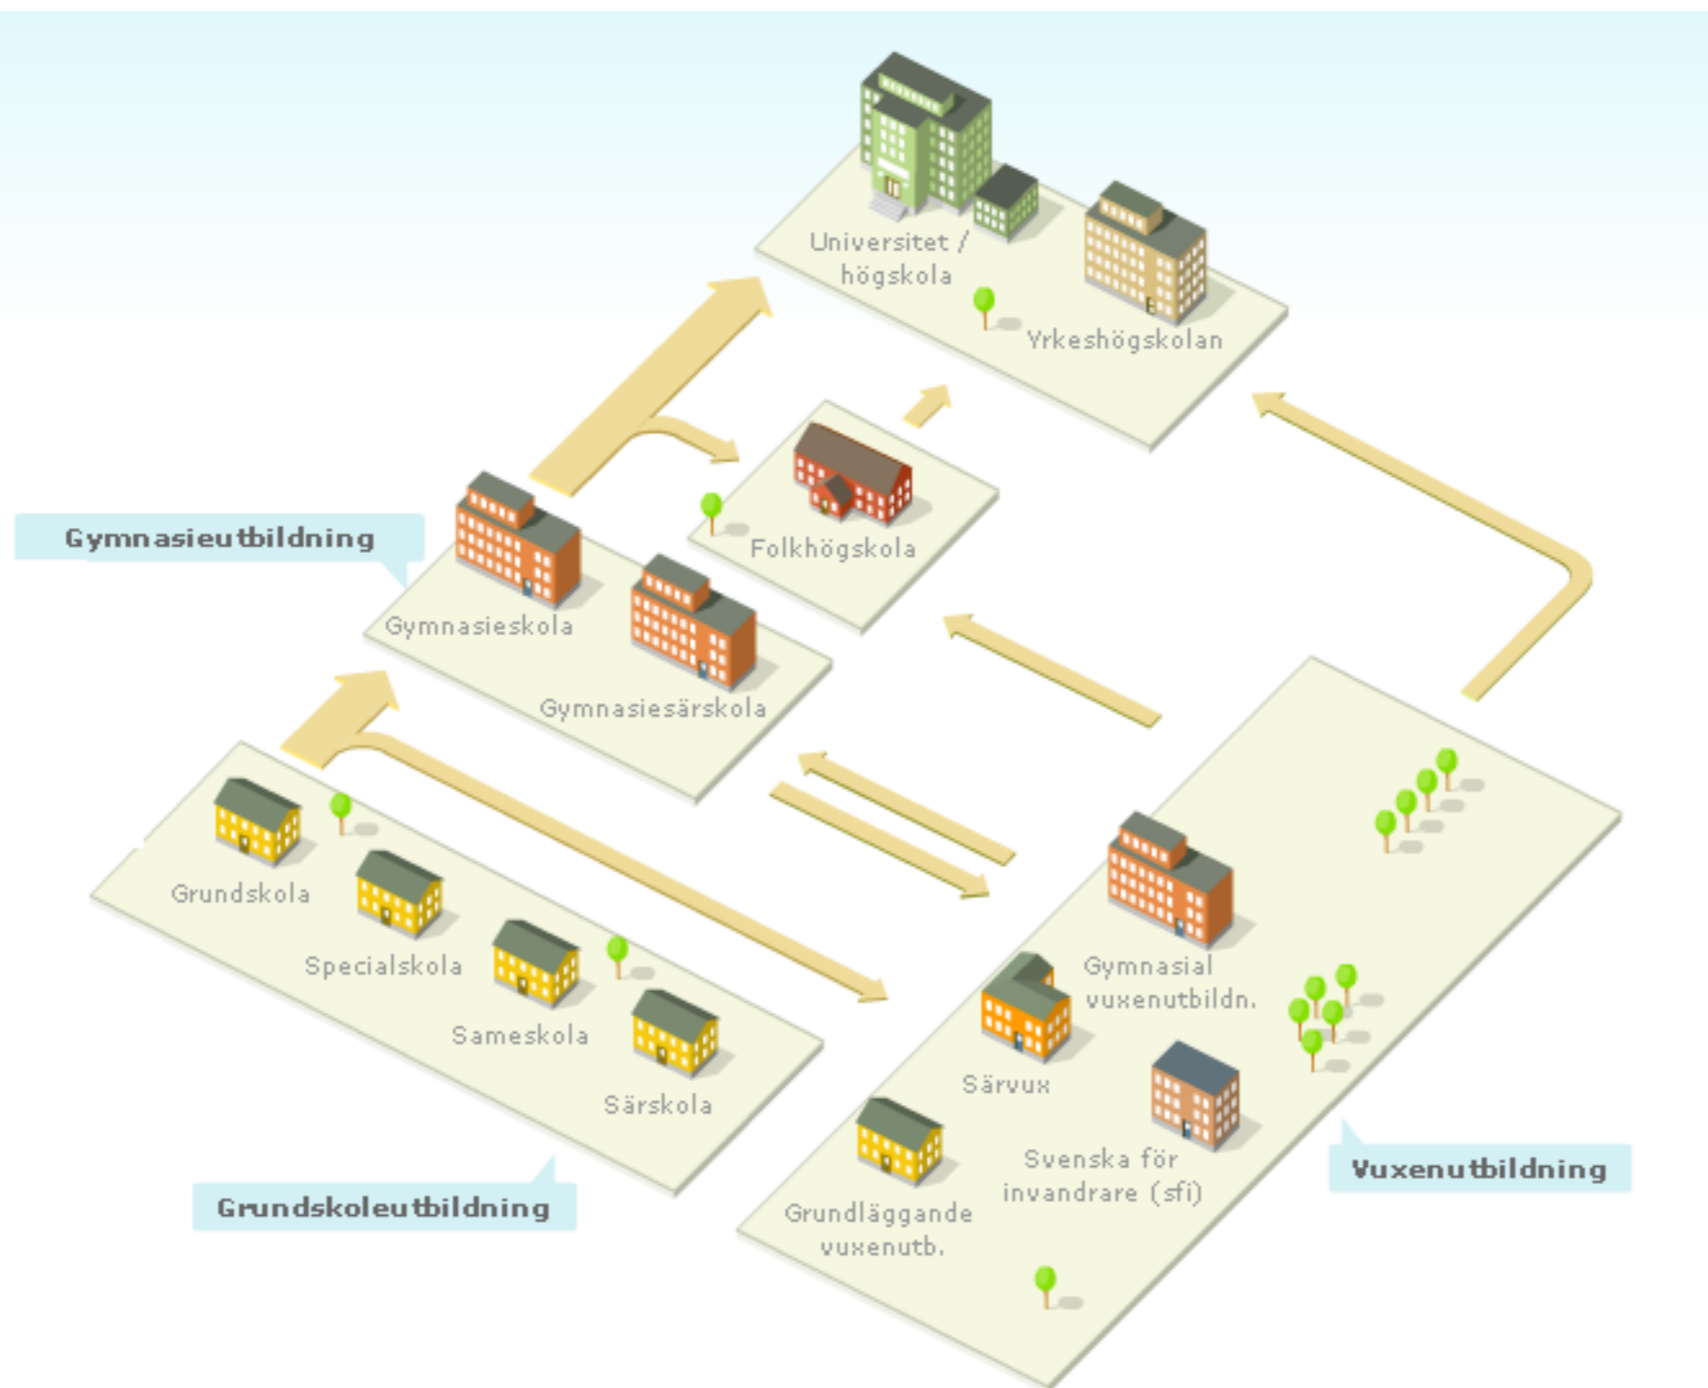 Universitet /
högskola
Yrkeshögskolan
Folkhögskola
Gymnasieutbildning
Gymnasieskola
Gymnasiesärskola
Grundskola
Specialskola
Sameskola
Särskola
Grundskoleutbildning
Gymnasial
vuxenutbildn.
Särvux
Svenska för
invandrare (sfi)
Grundläggande
vuxenutb.
Vuxenutbildning